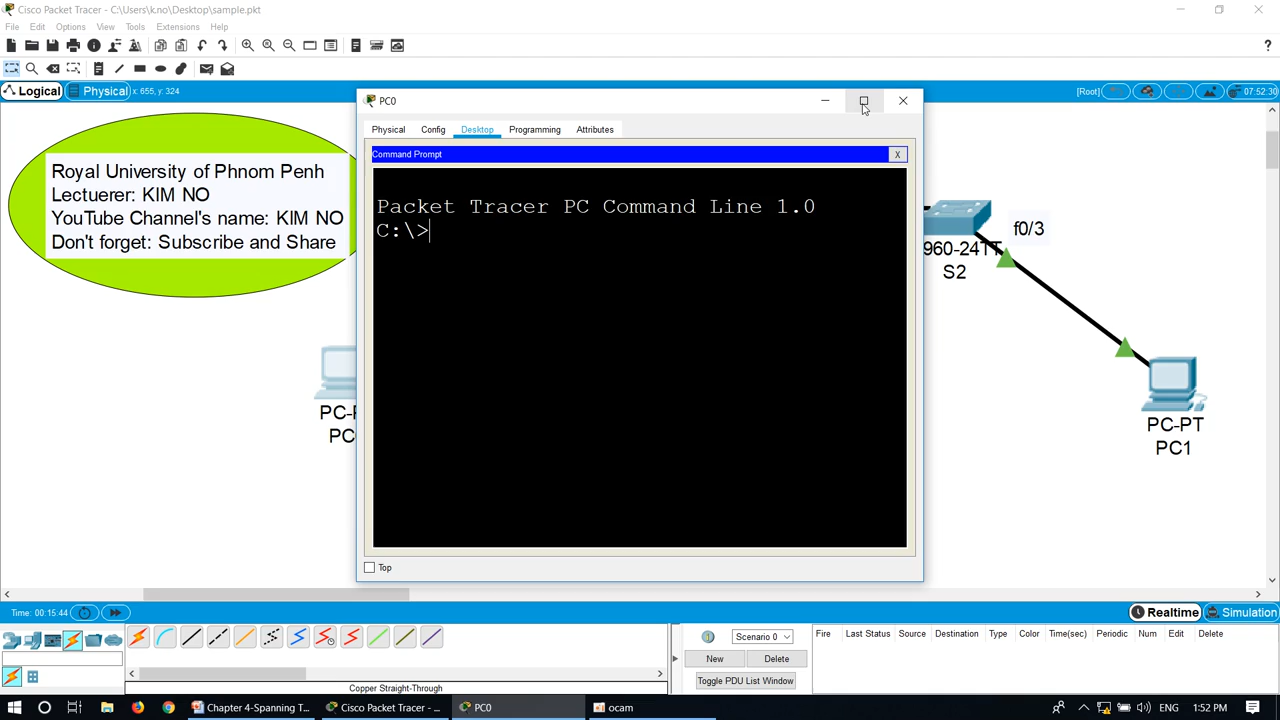 Cisco Packet Tracer - C:\Users\k.no\Desktop\sample.pkt
File Edit Options View Tools Extensions Help
Logical Physical x: 655, y: 324 [Root] 07:52:30
PC0
Physical Config Desktop Programming Attributes
Command Prompt X
Packet Tracer PC Command Line 1.0
C:\>
Top
Royal University of Phnom Penh
Lectuerer: KIM NO
YouTube Channel's name: KIM NO
Don't forget: Subscribe and Share
f0/3
960-24TT
S2
PC-PT
PC1
Time: 00:15:44 Realtime Simulation
Scenario 0
New Delete
Toggle PDU List Window
Fire Last Status Source Destination Type Color Time(sec) Periodic Num Edit Delete
Copper Straight-Through
Chapter 4-Spanning T... Cisco Packet Tracer - ... PC0 ocam ENG 1:52 PM